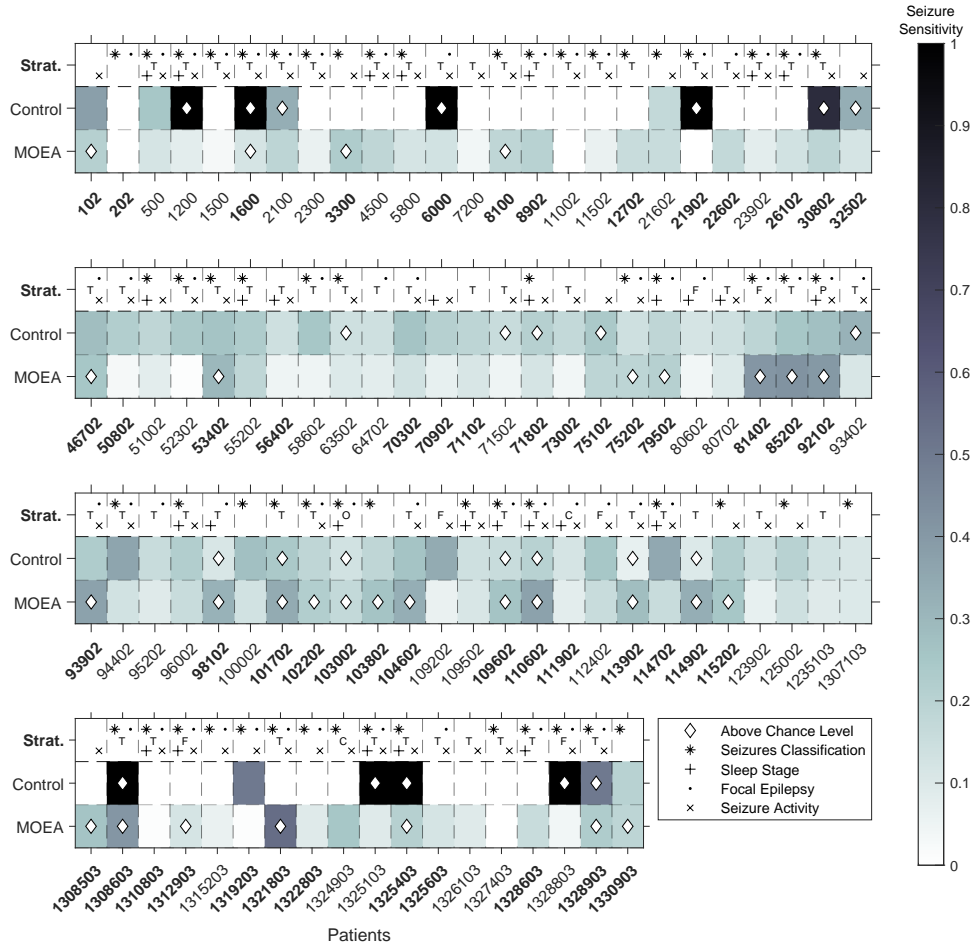 Seizure
Sensitivity
Strat. T T T T T T T T T T T T T T T T T T T T
Control
MOEA
102 202 500 1200 1500 1600 2100 2300 3300 4500 5800 6000 7200 8100 8902 11002 11502 12702 21602 21902 22602 23902 26102 30802 32502
Strat. T T T T T T T T T T T T T T T T F T F T P T
Control
MOEA
46702 50802 51002 52302 53402 55202 56402 58602 63502 64702 70302 70902 71102 71502 71802 73002 75102 75202 79502 80602 80702 81402 85202 92102 93402
Strat. T T T T T T T O T F T T T C F T T T T T
Control
MOEA
93902 94402 95202 96002 98102 100002 101702 102202 103002 103802 104602 109202 109502 109602 110602 111902 112402 113902 114702 114902 115202 123902 125002 1235103 1307103
Strat. T T F T C T T T T T T F T
Control
MOEA
1308503 1308603 1310803 1312903 1315203 1319203 1321803 1322803 1324903 1325103 1325403 1325603 1326103 1327403 1328603 1328803 1328903 1330903
Patients
Above Chance Level
Seizures Classification
Sleep Stage
Focal Epilepsy
Seizure Activity
1
0.9
0.8
0.7
0.6
0.5
0.4
0.3
0.2
0.1
0